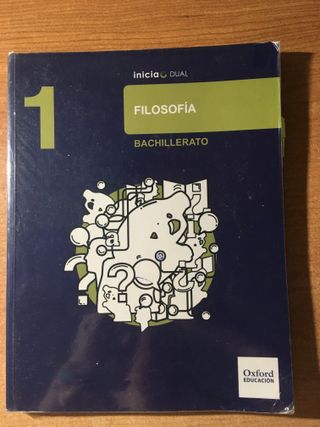 inicia DUAL
1
FILOSOFÍA
BACHILLERATO
Oxford
EDUCACIÓN